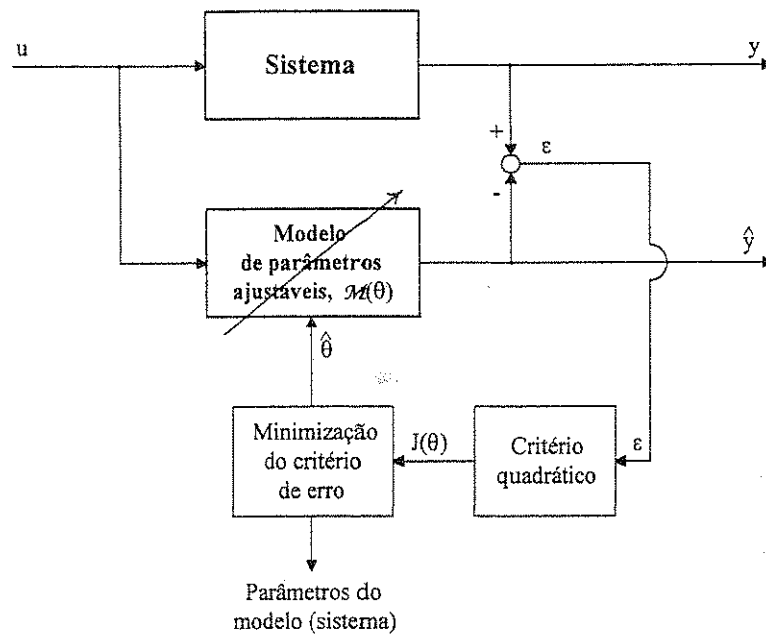 u
Sistema
y
+
ε
-
Modelo
de parâmetros
ajustáveis, ℳ(θ)
ŷ
θ̂
Minimização
do critério
de erro
J(θ)
Critério
quadrático
ε
Parâmetros do
modelo (sistema)